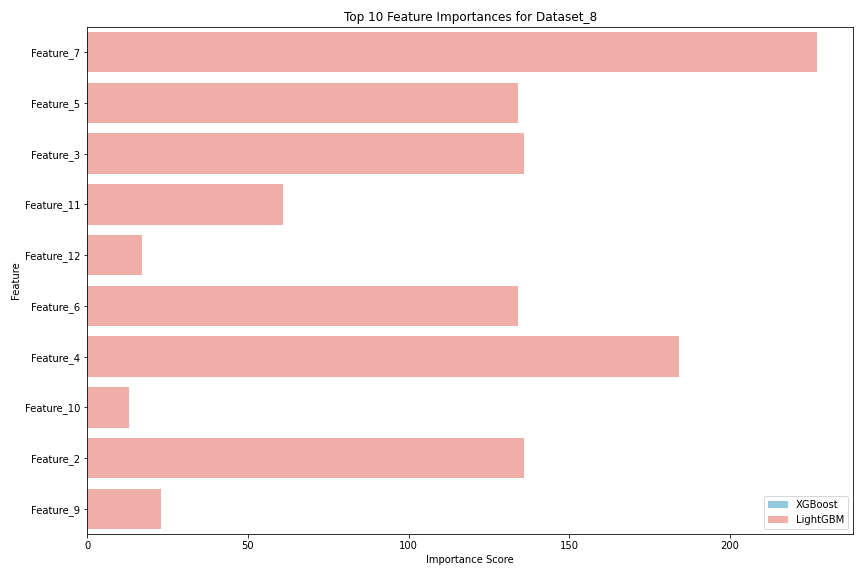 Top 10 Feature Importances for Dataset_8
Feature
Feature_7
Feature_5
Feature_3
Feature_11
Feature_12
Feature_6
Feature_4
Feature_10
Feature_2
Feature_9
XGBoost
LightGBM
0 50 100 150 200
Importance Score